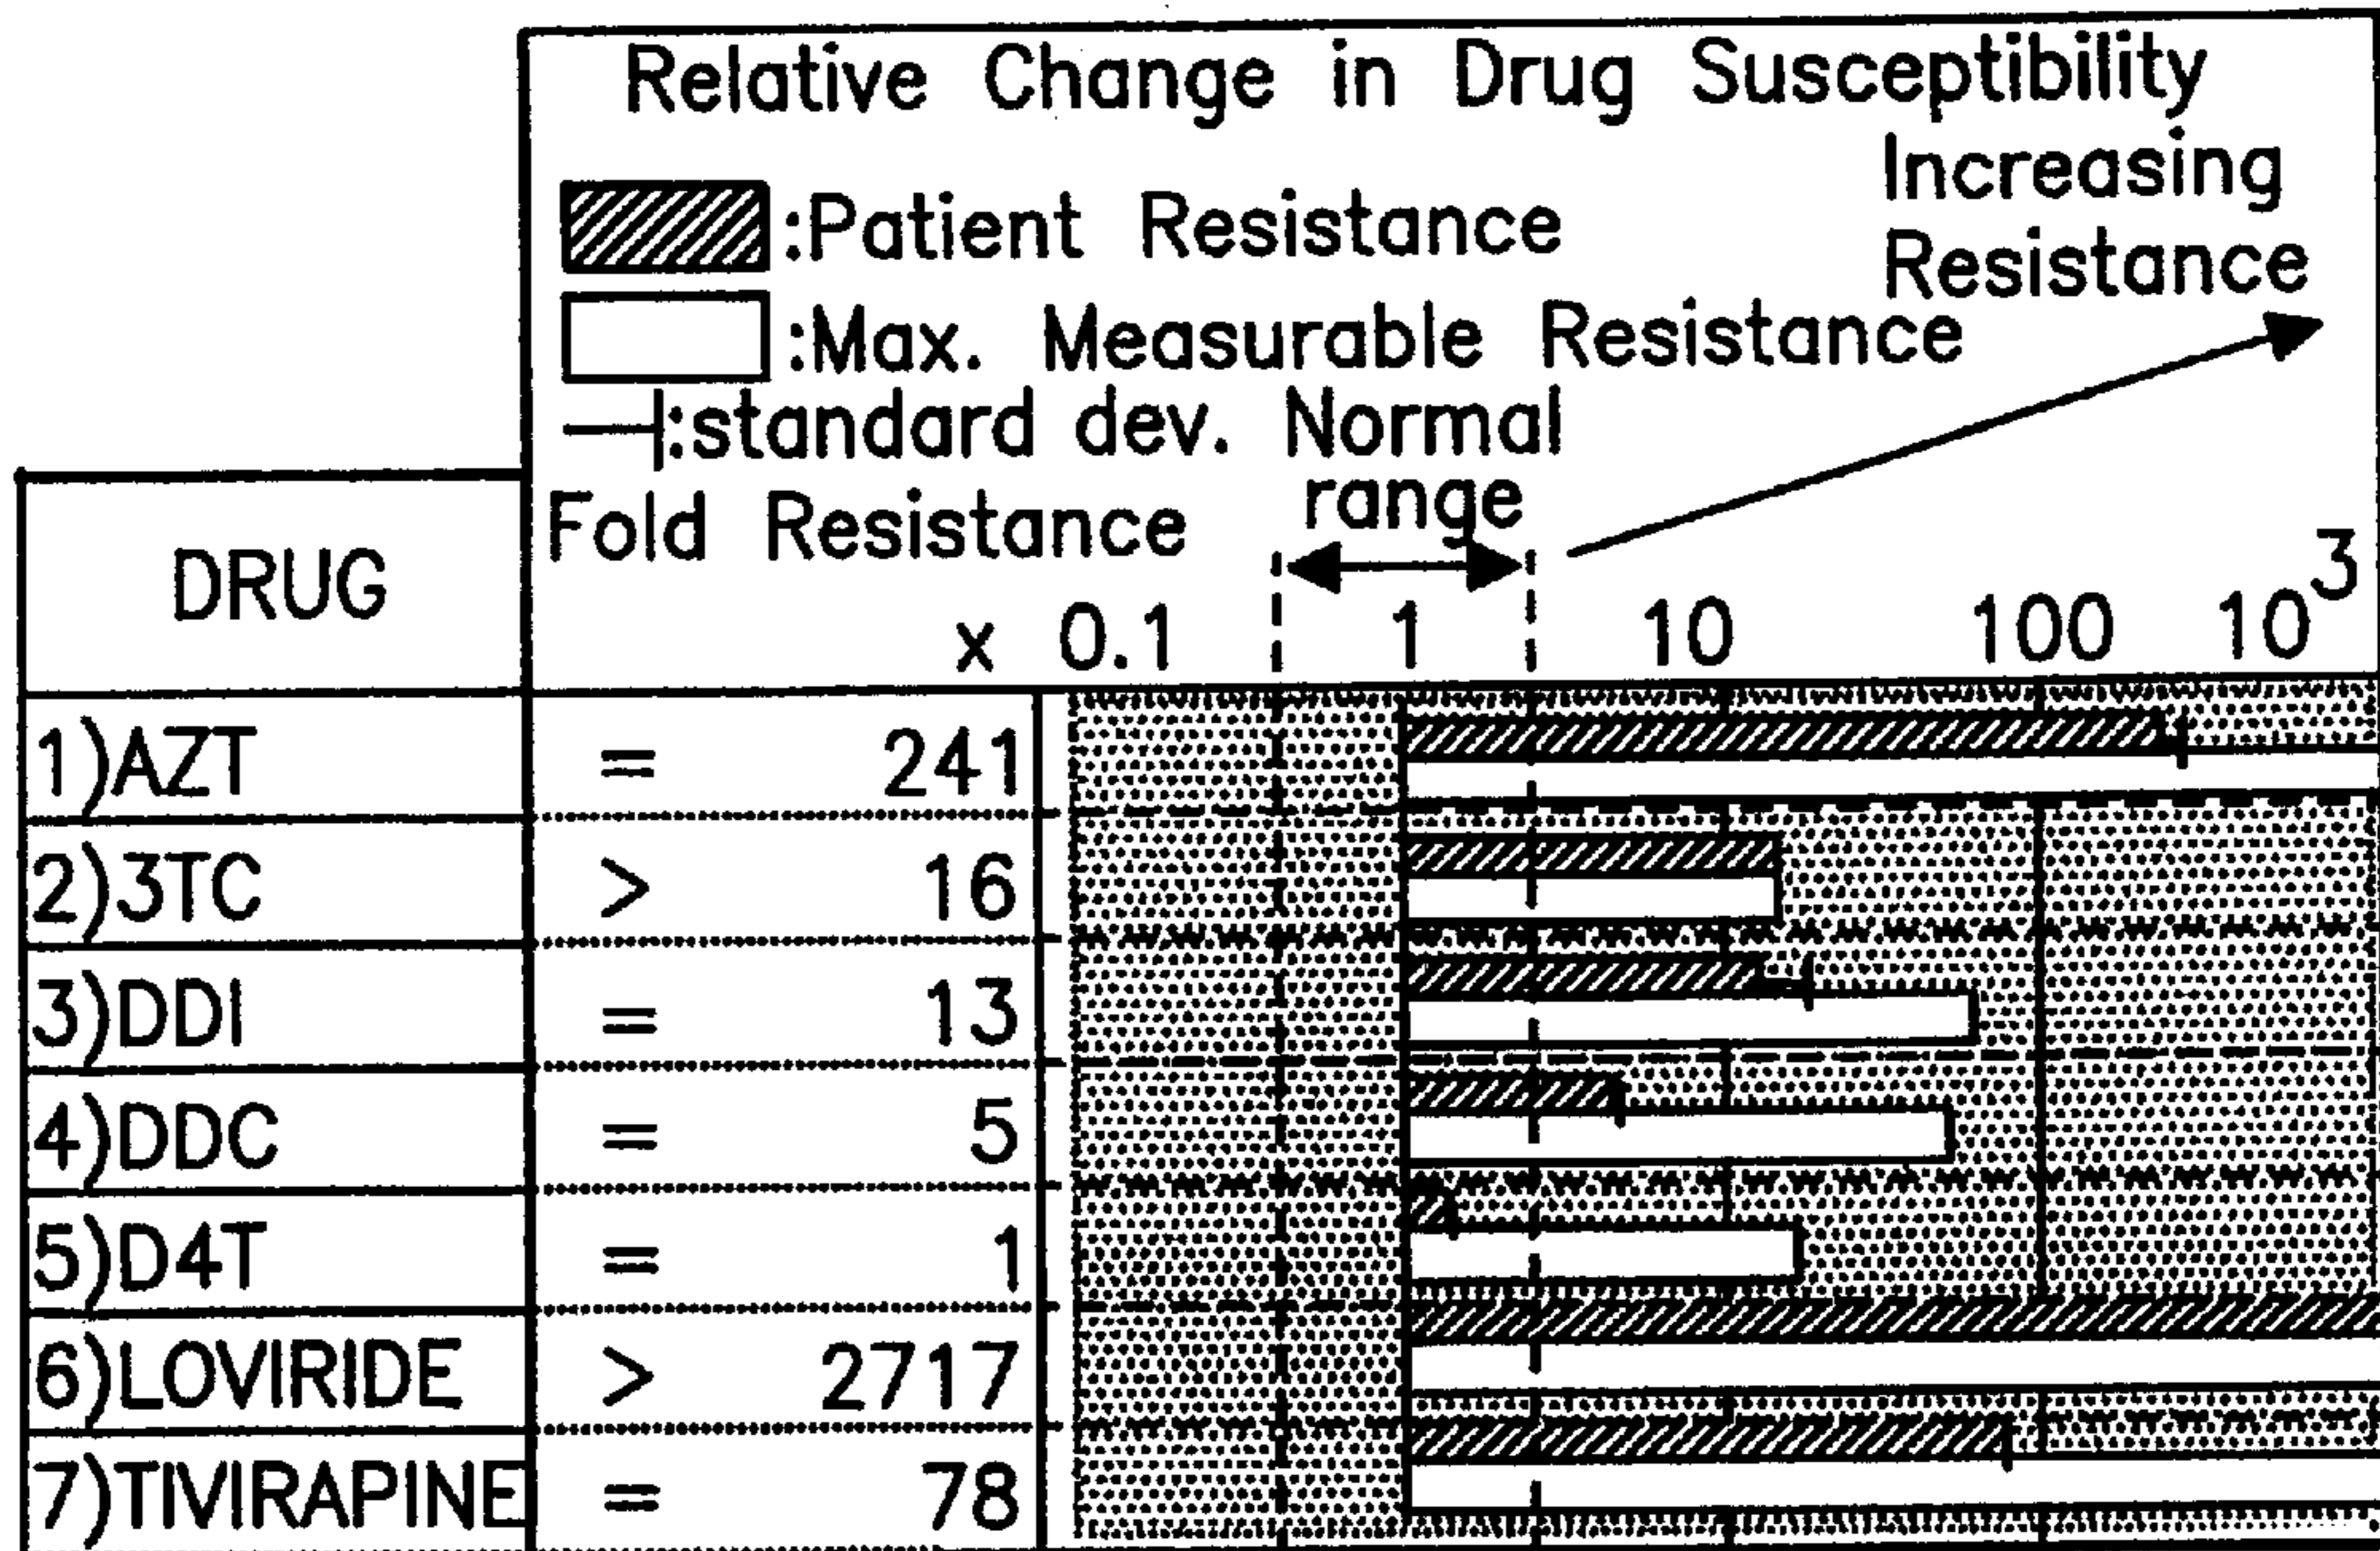 Relative Change in Drug Susceptibility
Increasing
Resistance
:Patient Resistance
:Max. Measurable Resistance
:standard dev. Normal
range
Fold Resistance
DRUG
x 0.1 1 10 100 10³
1)AZT = 241
2)3TC > 16
3)DDI = 13
4)DDC = 5
5)D4T = 1
6)LOVIRIDE > 2717
7)TIVIRAPINE = 78